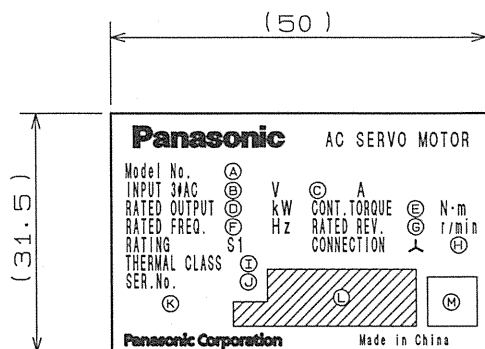 (50)
(31.5)
Panasonic AC SERVO MOTOR
Model No. Ⓐ
INPUT 3φAC Ⓑ V Ⓒ A
RATED OUTPUT Ⓓ kW CONT.TORQUE Ⓔ N·m
RATED FREQ. Ⓕ Hz RATED REV. Ⓖ r/min
RATING S1 CONNECTION ⅄ Ⓗ
THERMAL CLASS Ⓘ
SER.No. Ⓙ
Ⓚ Ⓛ Ⓜ
Panasonic Corporation Made in China